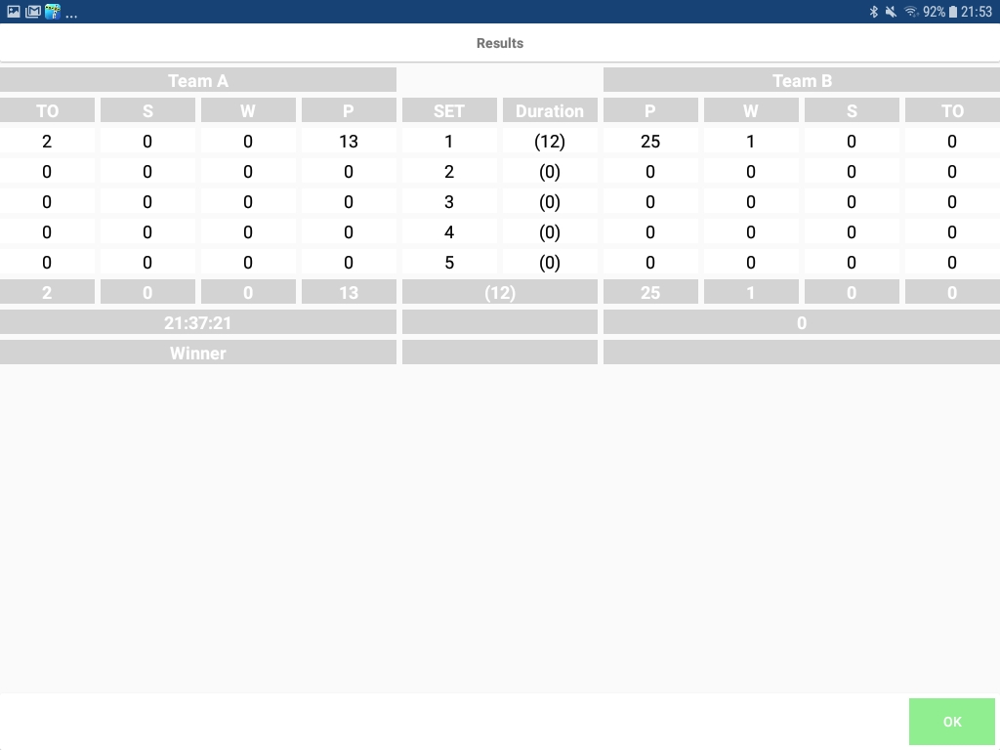 ... 92% 21:53
Results
Team A Team B
TO S W P SET Duration P W S TO
2 0 0 13 1 (12) 25 1 0 0
0 0 0 0 2 (0) 0 0 0 0
0 0 0 0 3 (0) 0 0 0 0
0 0 0 0 4 (0) 0 0 0 0
0 0 0 0 5 (0) 0 0 0 0
2 0 0 13 (12) 25 1 0 0
21:37:21 0
Winner
OK